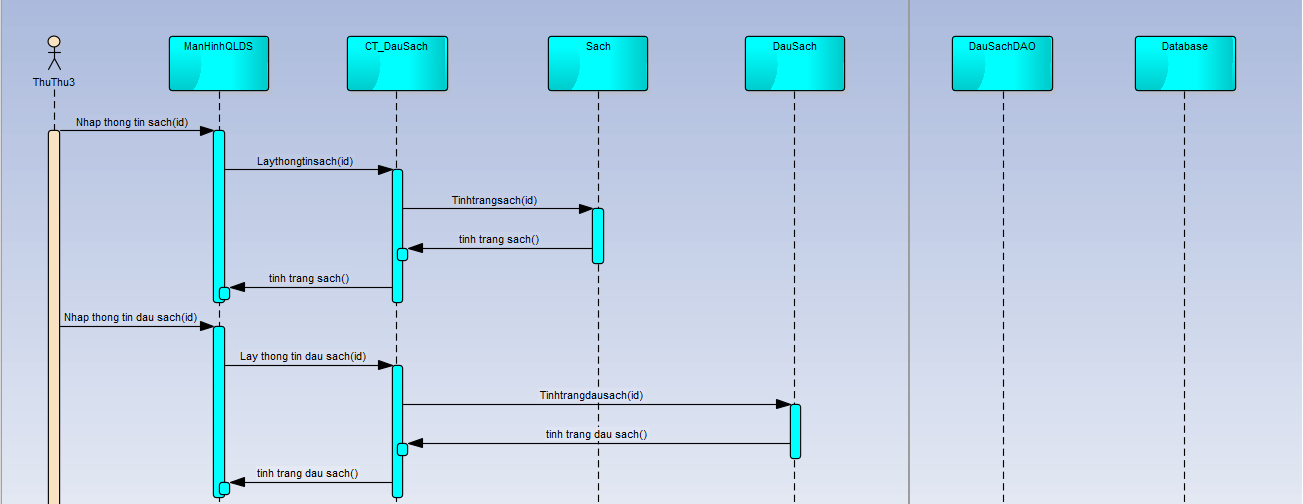 ManHinhQLDS
CT_DauSach
Sach
DauSach
DauSachDAO
Database
ThuThu3
Nhap thong tin sach(id)
Laythongtinsach(id)
Tinhtrangsach(id)
tinh trang sach()
tinh trang sach()
Nhap thong tin dau sach(id)
Lay thong tin dau sach(id)
Tinhtrangdausach(id)
tinh trang dau sach()
tinh trang dau sach()